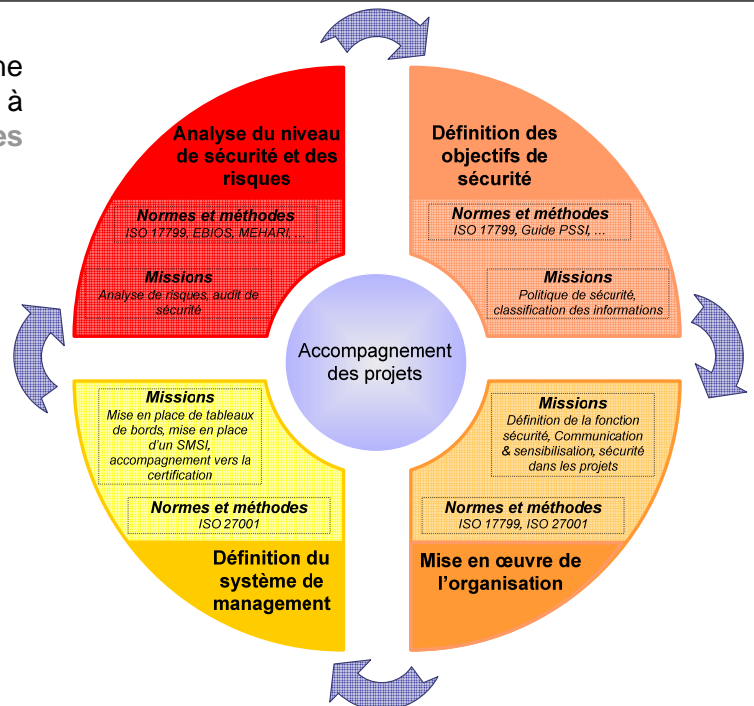 ne
à
es
Analyse du niveau
de sécurité et des
risques
Normes et méthodes
ISO 17799, EBIOS, MEHARI, ...
Missions
Analyse de risques, audit de
sécurité
Définition des
objectifs de
sécurité
Normes et méthodes
ISO 17799, Guide PSSI, ...
Missions
Politique de sécurité,
classification des informations
Accompagnement
des projets
Missions
Mise en place de tableaux
de bords, mise en place
d'un SMSI,
accompagnement vers la
certification
Normes et méthodes
ISO 27001
Définition du
système de
management
Missions
Définition de la fonction
sécurité, Communication
& sensibilisation, sécurité
dans les projets
Normes et méthodes
ISO 17799, ISO 27001
Mise en œuvre de
l'organisation